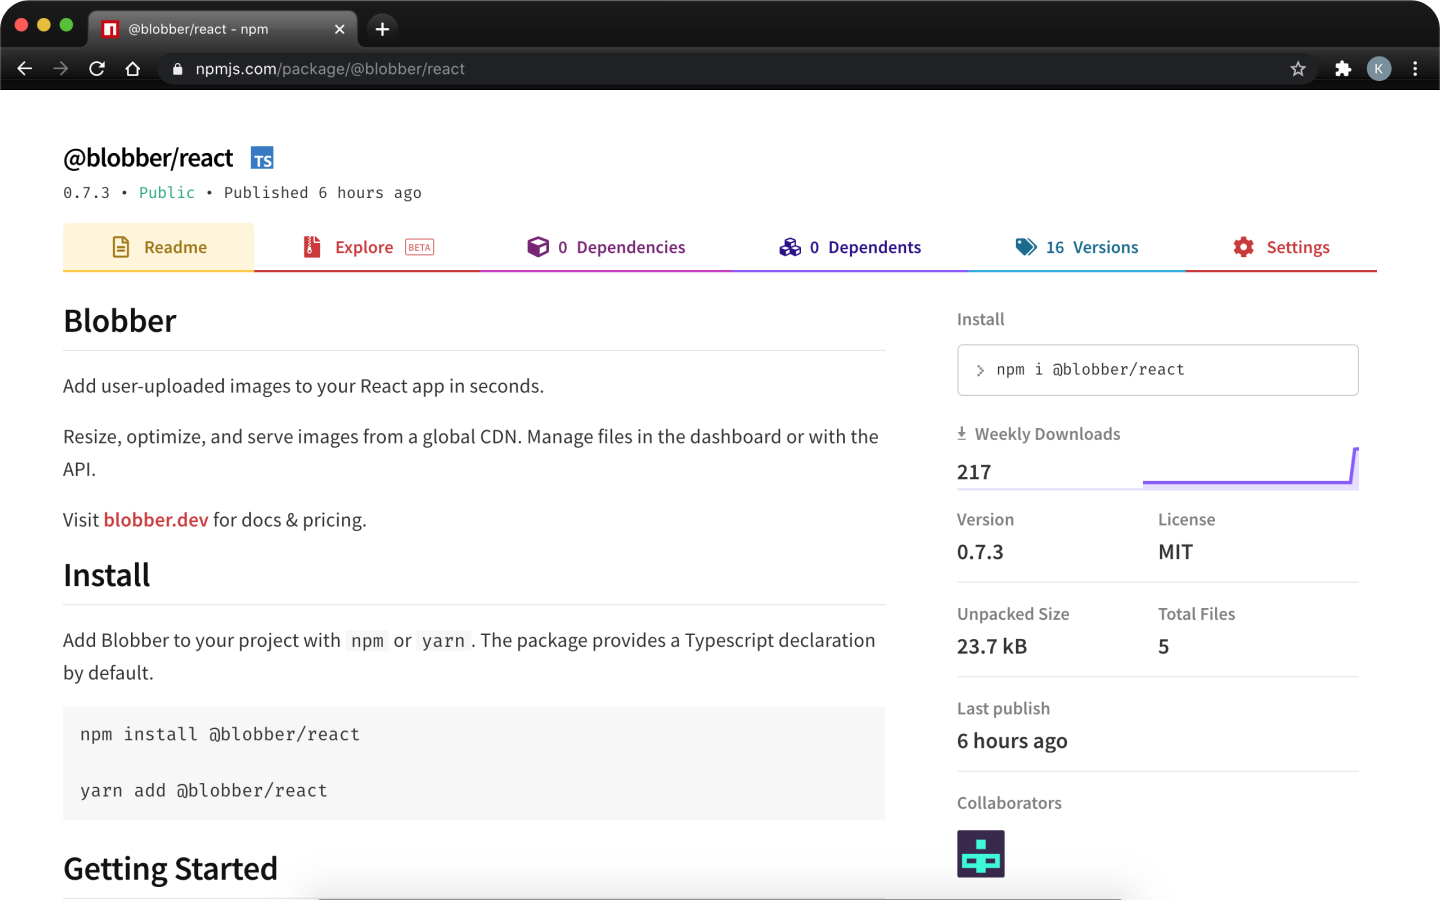 @blobber/react - npm
npmjs.com/package/@blobber/react
K
@blobber/react TS
0.7.3 • Public • Published 6 hours ago
Readme
Explore BETA
0 Dependencies
0 Dependents
16 Versions
Settings
Blobber
Add user-uploaded images to your React app in seconds.
Resize, optimize, and serve images from a global CDN. Manage files in the dashboard or with the
API.
Visit blobber.dev for docs & pricing.
Install
Add Blobber to your project with npm or yarn. The package provides a Typescript declaration
by default.
npm install @blobber/react
yarn add @blobber/react
Getting Started
Install
npm i @blobber/react
Weekly Downloads
217
Version
0.7.3
License
MIT
Unpacked Size
23.7 kB
Total Files
5
Last publish
6 hours ago
Collaborators